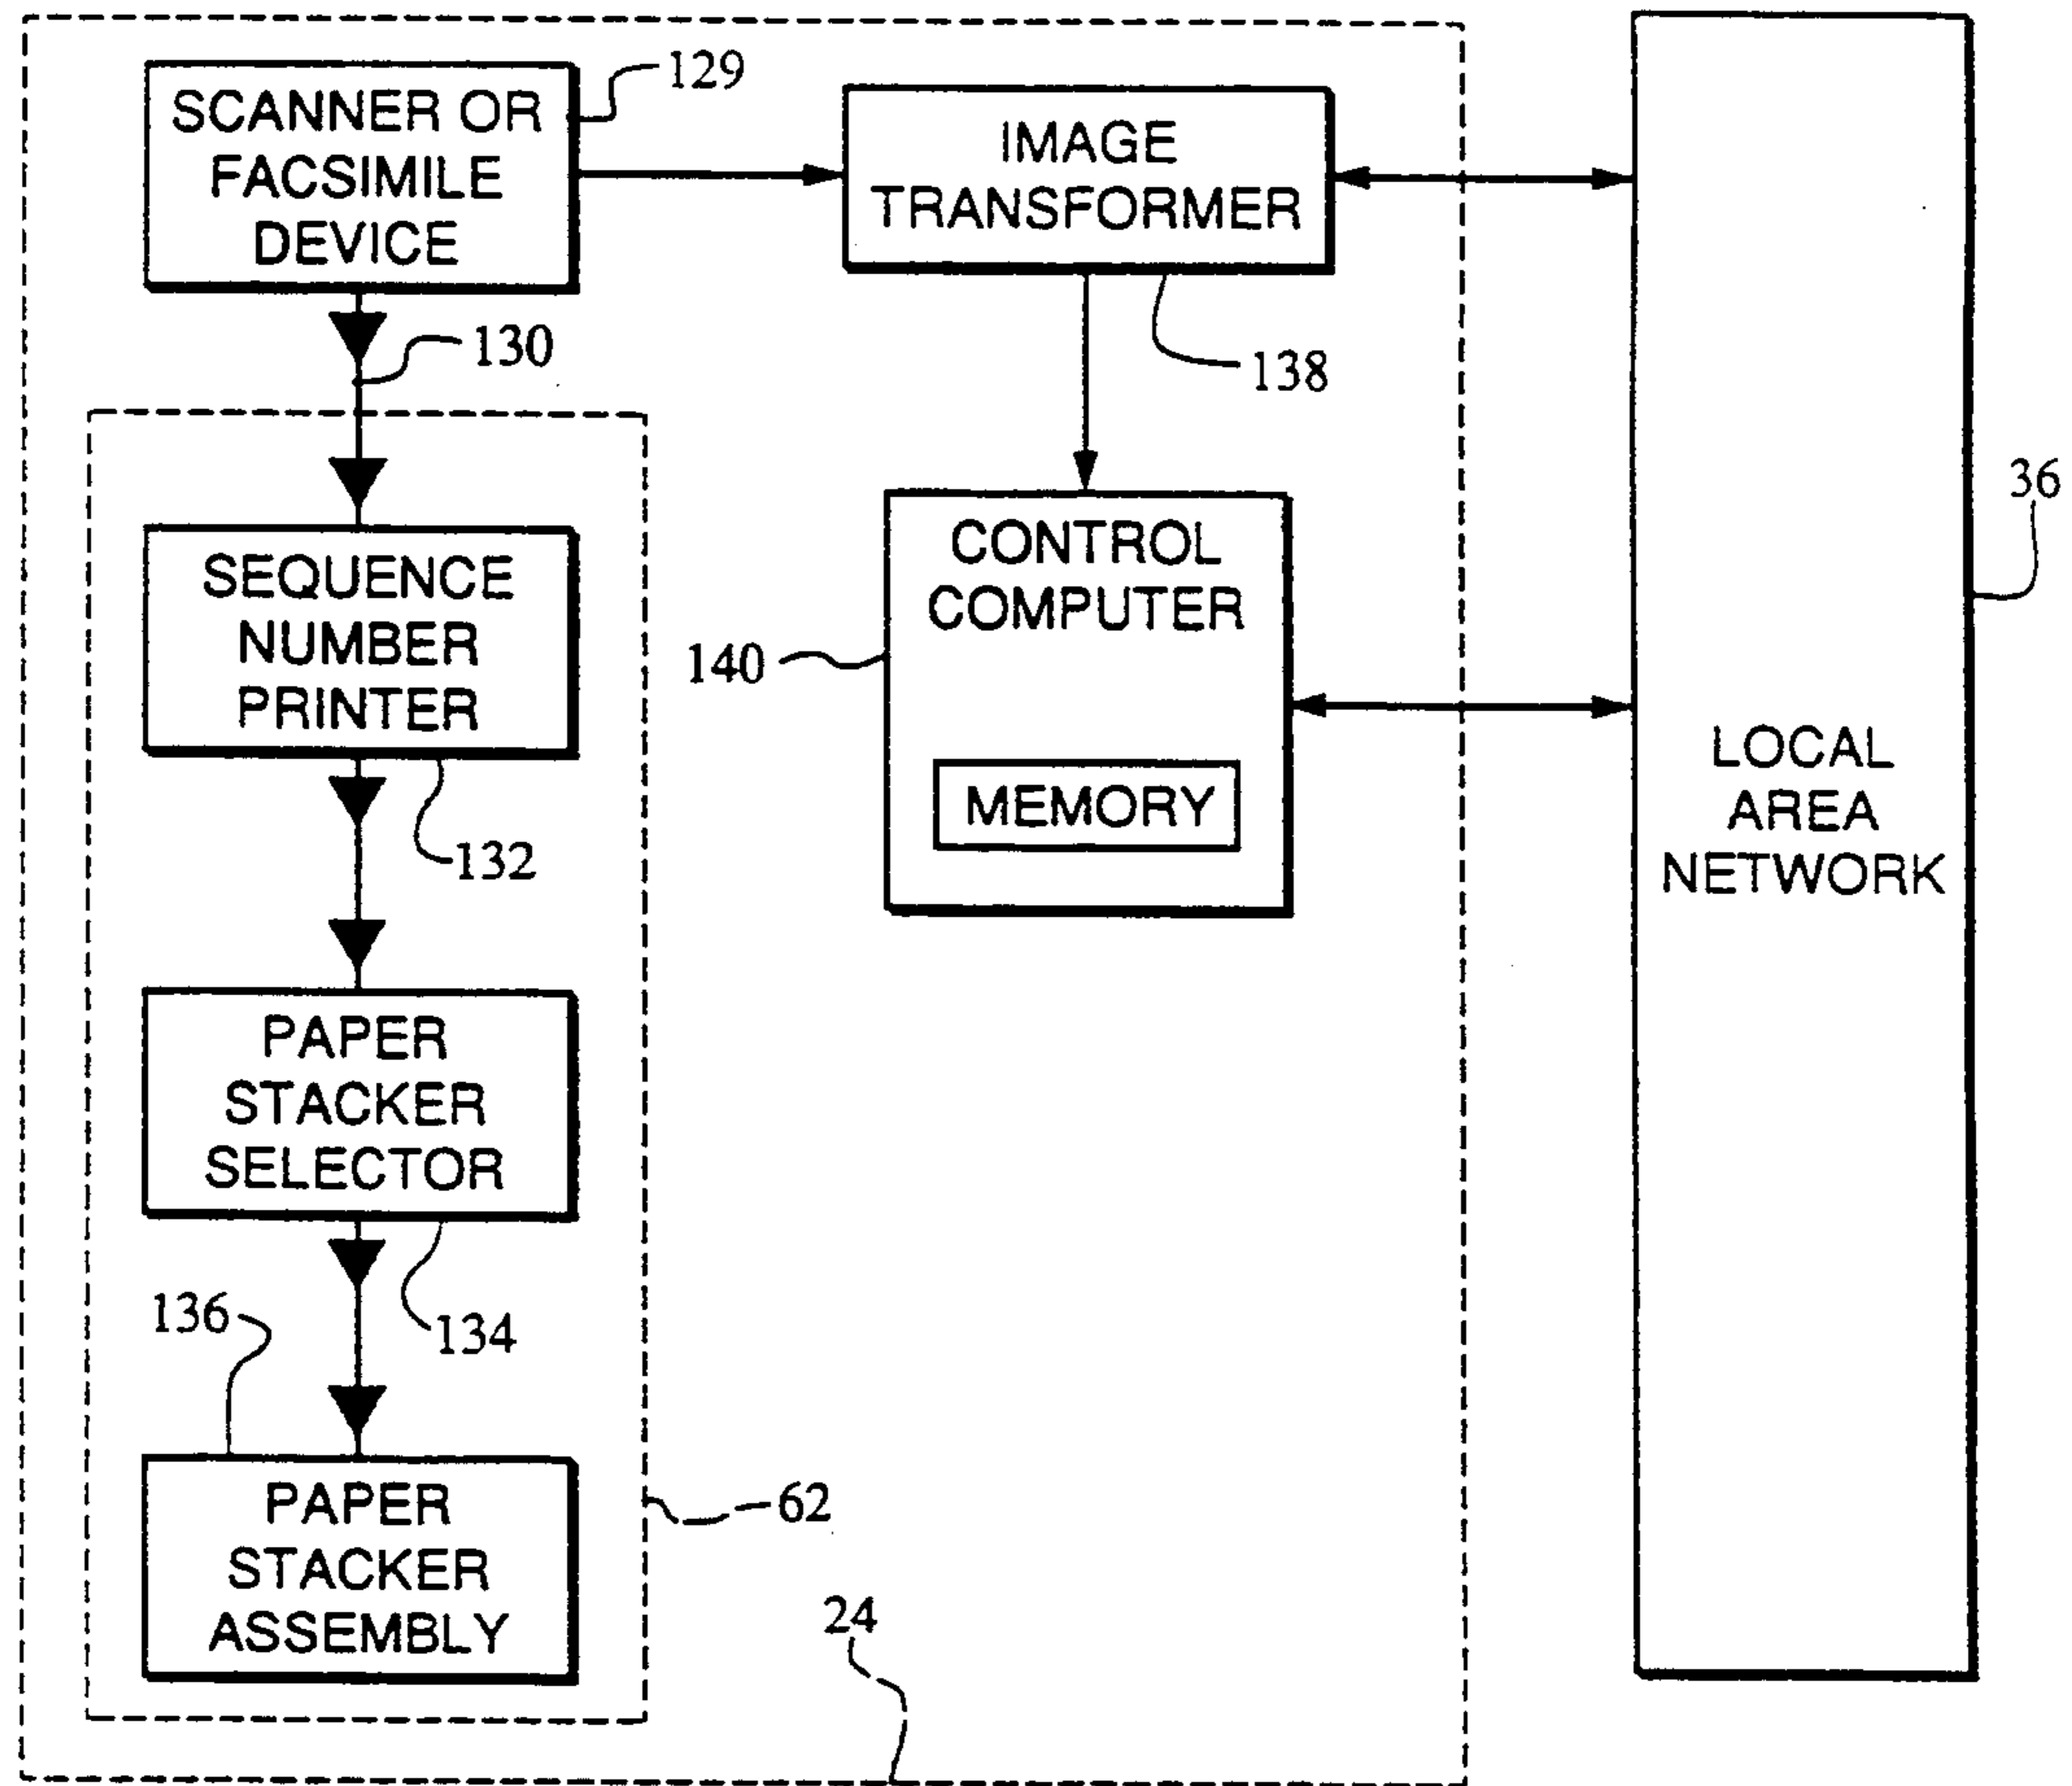 SCANNER OR
FACSIMILE
DEVICE
129
IMAGE
TRANSFORMER
130
138
SEQUENCE
NUMBER
PRINTER
132
CONTROL
COMPUTER
140
MEMORY
36
LOCAL
AREA
NETWORK
PAPER
STACKER
SELECTOR
134
136
PAPER
STACKER
ASSEMBLY
62
24